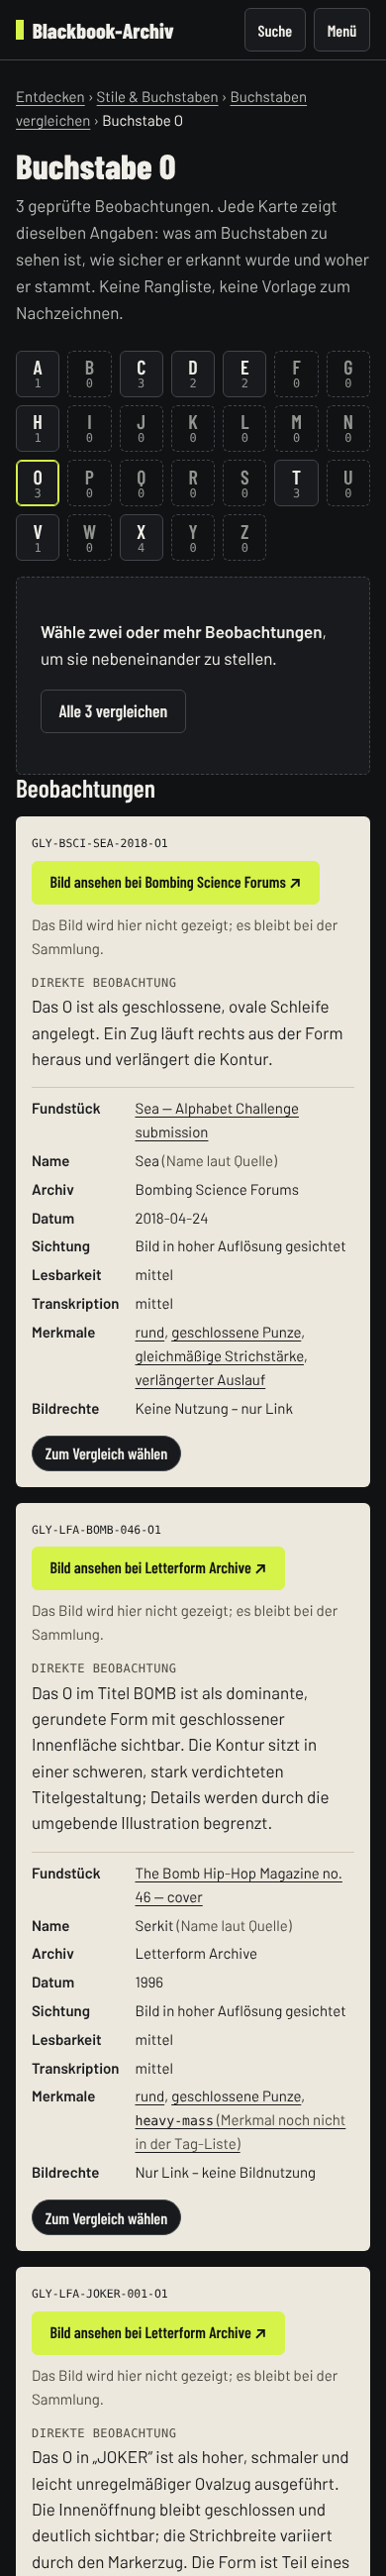 Blackbook-Archiv
Suche
Menü
Entdecken › Stile & Buchstaben › Buchstaben
vergleichen › Buchstabe O
Buchstabe O
3 geprüfte Beobachtungen. Jede Karte zeigt
dieselben Angaben: was am Buchstaben zu
sehen ist, wie sicher er erkannt wurde und woher
er stammt. Keine Rangliste, keine Vorlage zum
Nachzeichnen.
A B C D E F G
1 0 3 2 2 0 0
H I J K L M N
1 0 0 0 0 0 0
O P Q R S T U
3 0 0 0 0 3 0
V W X Y Z
1 0 4 0 0
Wähle zwei oder mehr Beobachtungen,
um sie nebeneinander zu stellen.
Alle 3 vergleichen
Beobachtungen
GLY-BSCI-SEA-2018-O1
Bild ansehen bei Bombing Science Forums ↗
Das Bild wird hier nicht gezeigt; es bleibt bei der
Sammlung.
DIREKTE BEOBACHTUNG
Das O ist als geschlossene, ovale Schleife
angelegt. Ein Zug läuft rechts aus der Form
heraus und verlängert die Kontur.
Fundstück Sea — Alphabet Challenge
submission
Name Sea (Name laut Quelle)
Archiv Bombing Science Forums
Datum 2018-04-24
Sichtung Bild in hoher Auflösung gesichtet
Lesbarkeit mittel
Transkription mittel
Merkmale rund, geschlossene Punze,
gleichmäßige Strichstärke,
verlängerter Auslauf
Bildrechte Keine Nutzung – nur Link
Zum Vergleich wählen
GLY-LFA-BOMB-046-O1
Bild ansehen bei Letterform Archive ↗
Das Bild wird hier nicht gezeigt; es bleibt bei der
Sammlung.
DIREKTE BEOBACHTUNG
Das O im Titel BOMB ist als dominante,
gerundete Form mit geschlossener
Innenfläche sichtbar. Die Kontur sitzt in
einer schweren, stark verdichteten
Titelgestaltung; Details werden durch die
umgebende Illustration begrenzt.
Fundstück The Bomb Hip-Hop Magazine no.
46 — cover
Name Serkit (Name laut Quelle)
Archiv Letterform Archive
Datum 1996
Sichtung Bild in hoher Auflösung gesichtet
Lesbarkeit mittel
Transkription mittel
Merkmale rund, geschlossene Punze,
heavy-mass (Merkmal noch nicht
in der Tag-Liste)
Bildrechte Nur Link – keine Bildnutzung
Zum Vergleich wählen
GLY-LFA-JOKER-001-O1
Bild ansehen bei Letterform Archive ↗
Das Bild wird hier nicht gezeigt; es bleibt bei der
Sammlung.
DIREKTE BEOBACHTUNG
Das O in „JOKER“ ist als hoher, schmaler und
leicht unregelmäßiger Ovalzug ausgeführt.
Die Innenöffnung bleibt geschlossen und
deutlich sichtbar; die Strichbreite variiert
durch den Markerzug. Die Form ist Teil eines